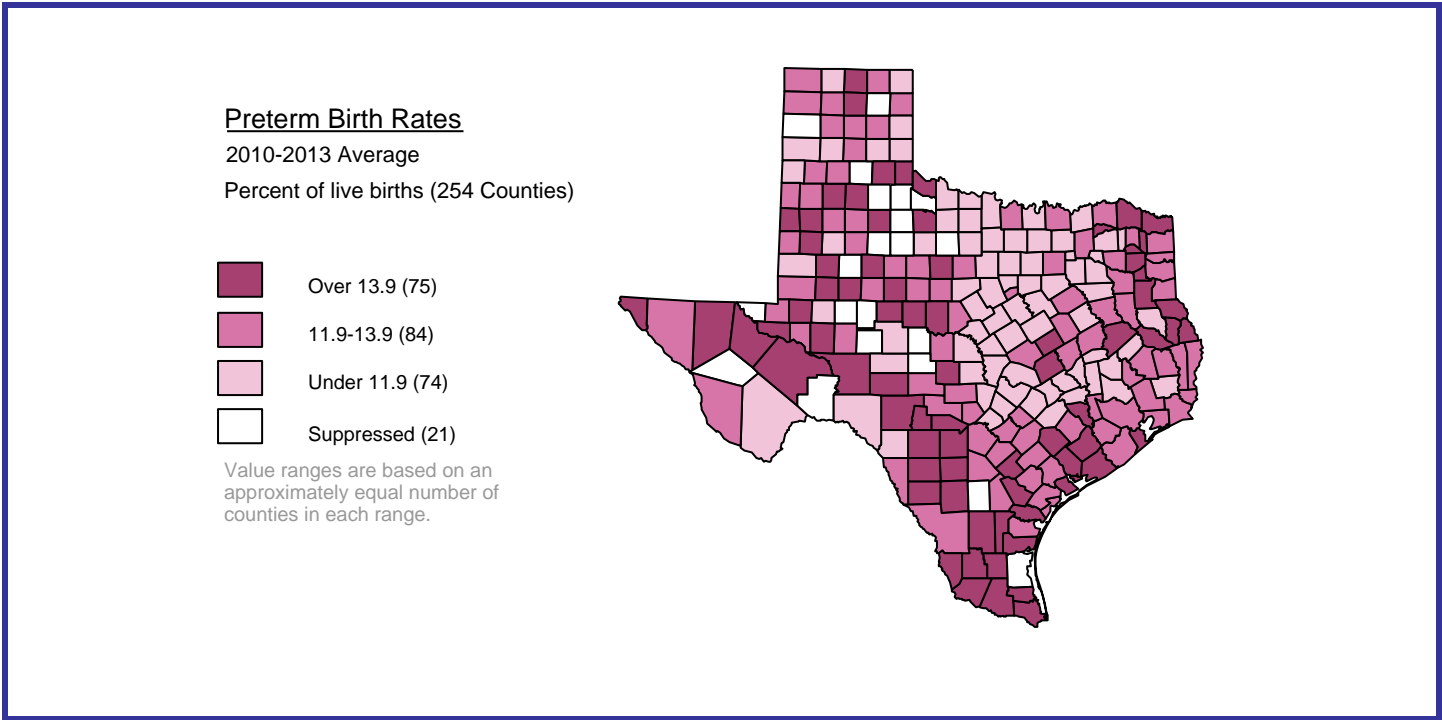 Preterm Birth Rates
2010-2013 Average
Percent of live births (254 Counties)
Over 13.9 (75)
11.9-13.9 (84)
Under 11.9 (74)
Suppressed (21)
Value ranges are based on an
approximately equal number of
counties in each range.